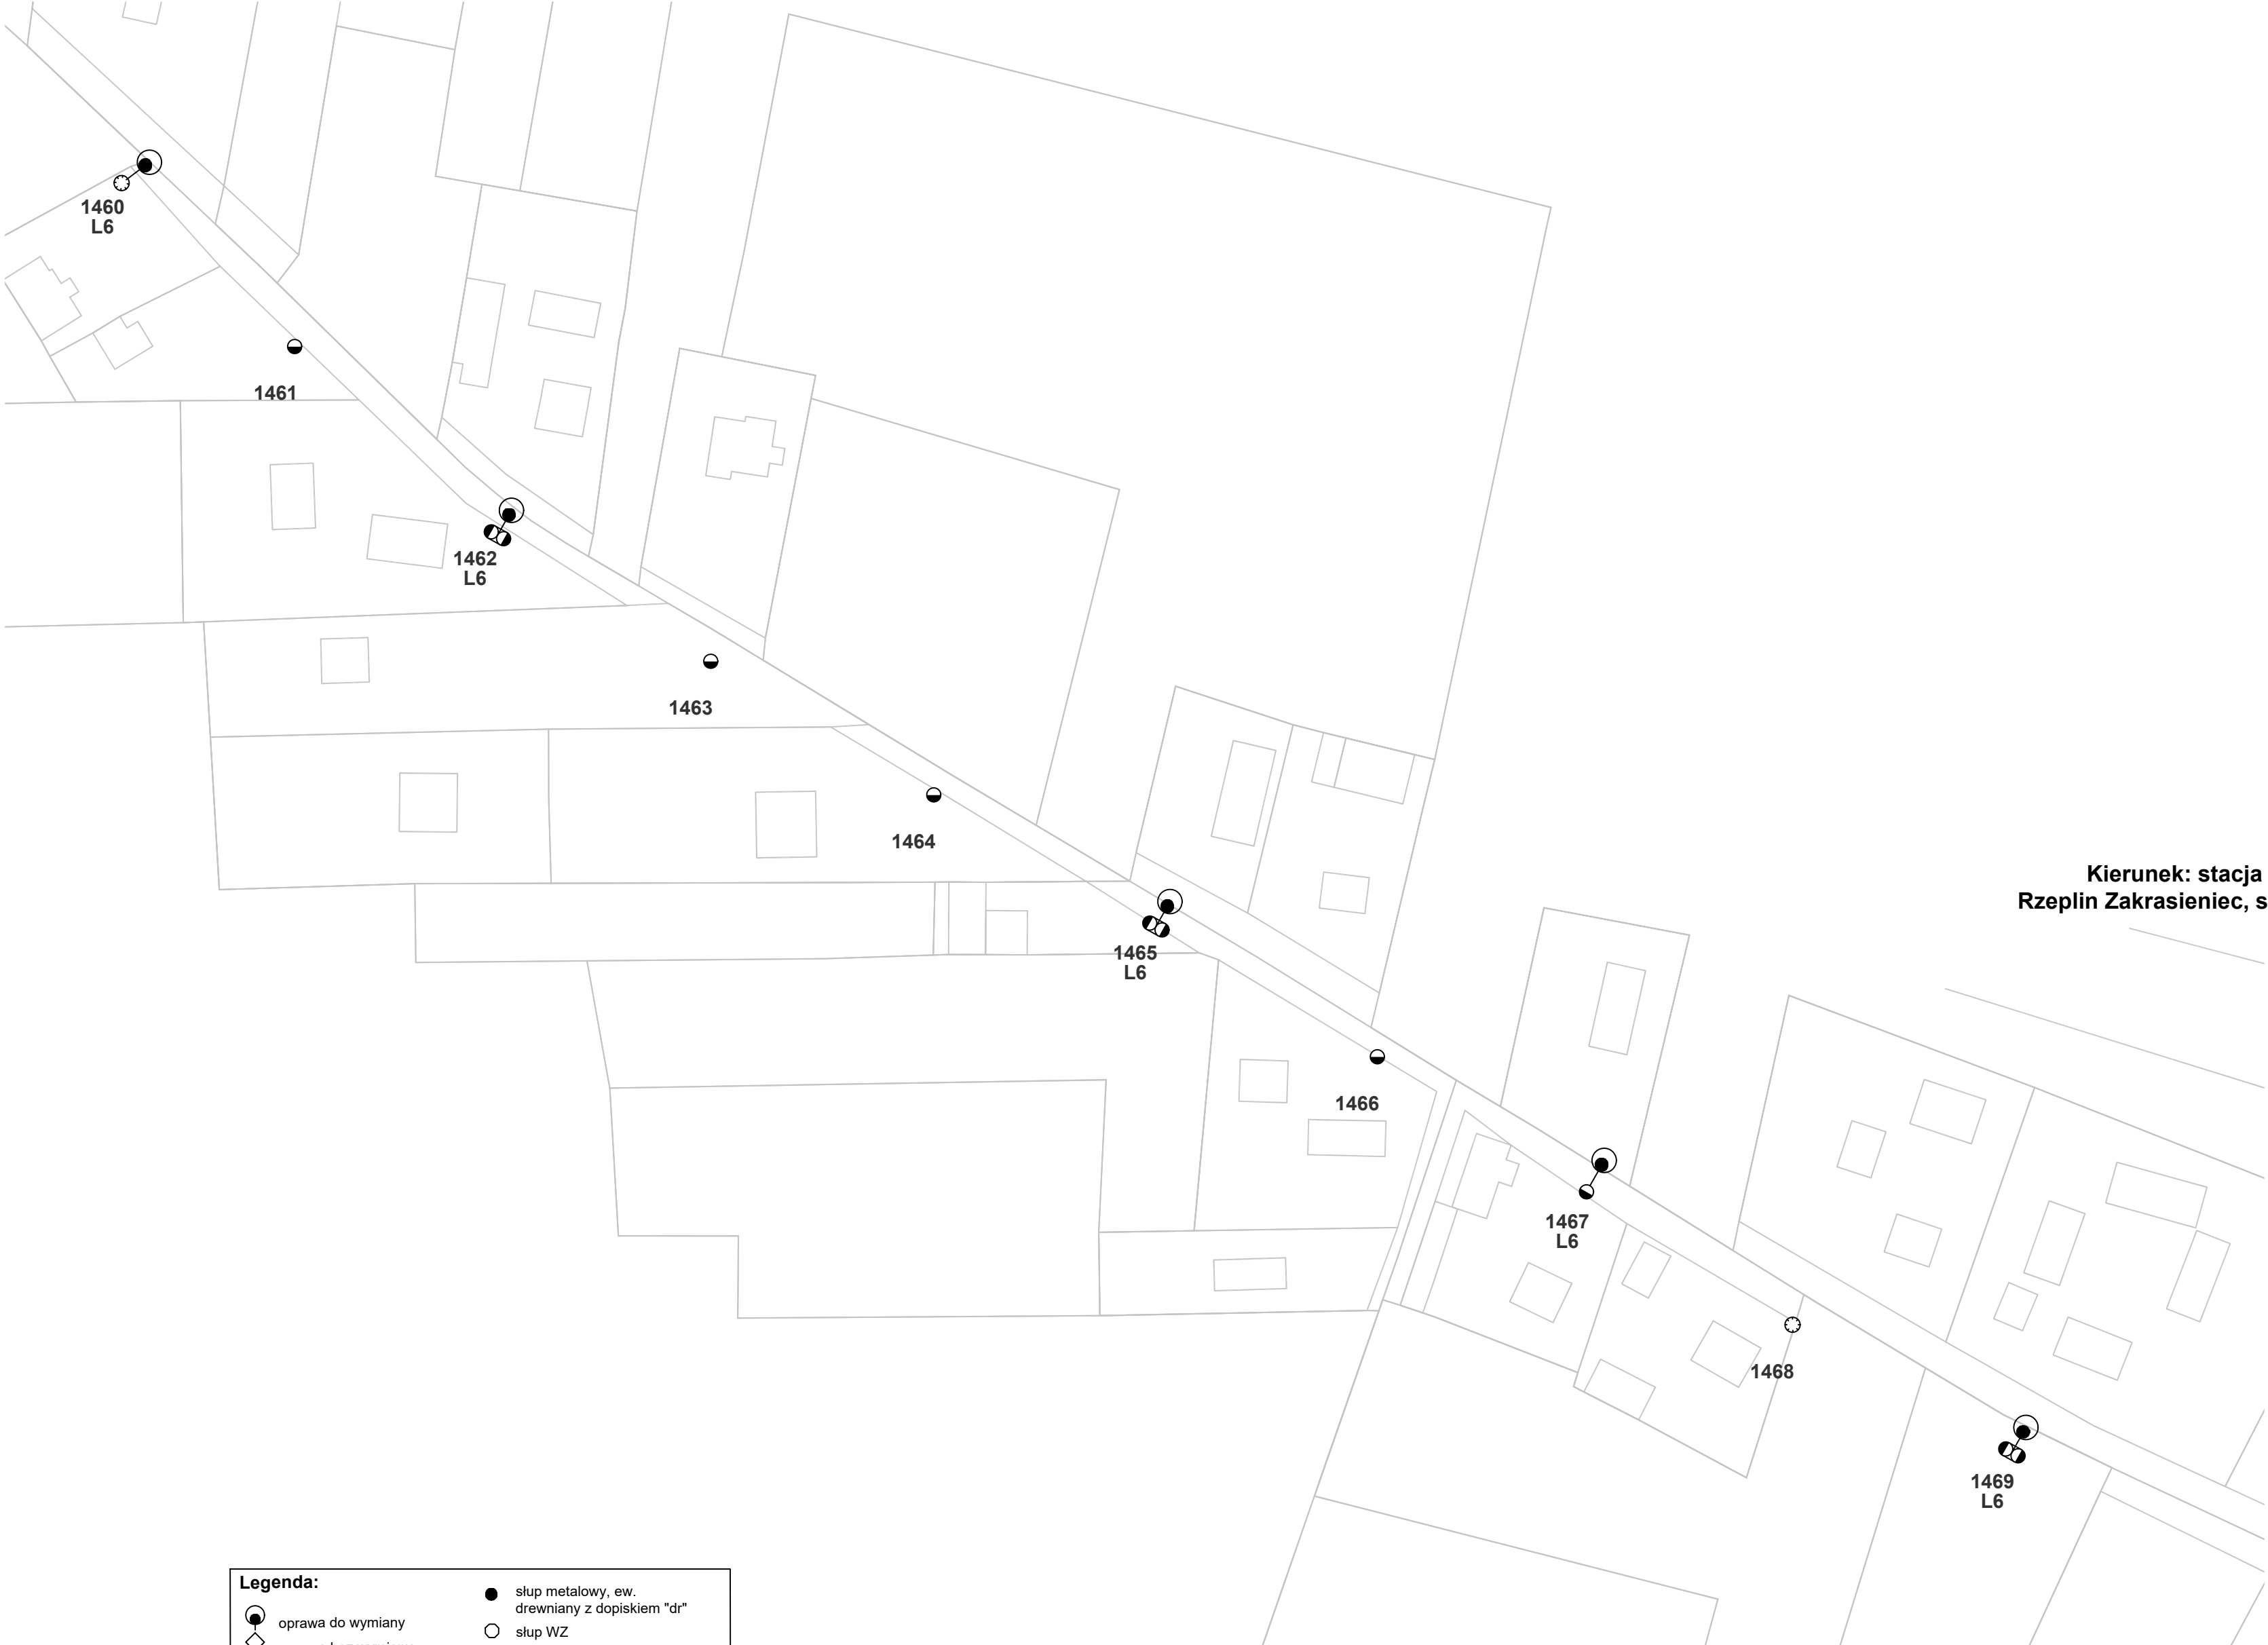 1460
L6
1461
1462
L6
1463
1464
Kierunek: stacja
Rzeplin Zakrasieniec, s
1465
L6
1466
1467
L6
1468
1469
L6
Legenda:
oprawa do wymiany
słup metalowy, ew.
drewniany z dopiskiem "dr"
słup WZ